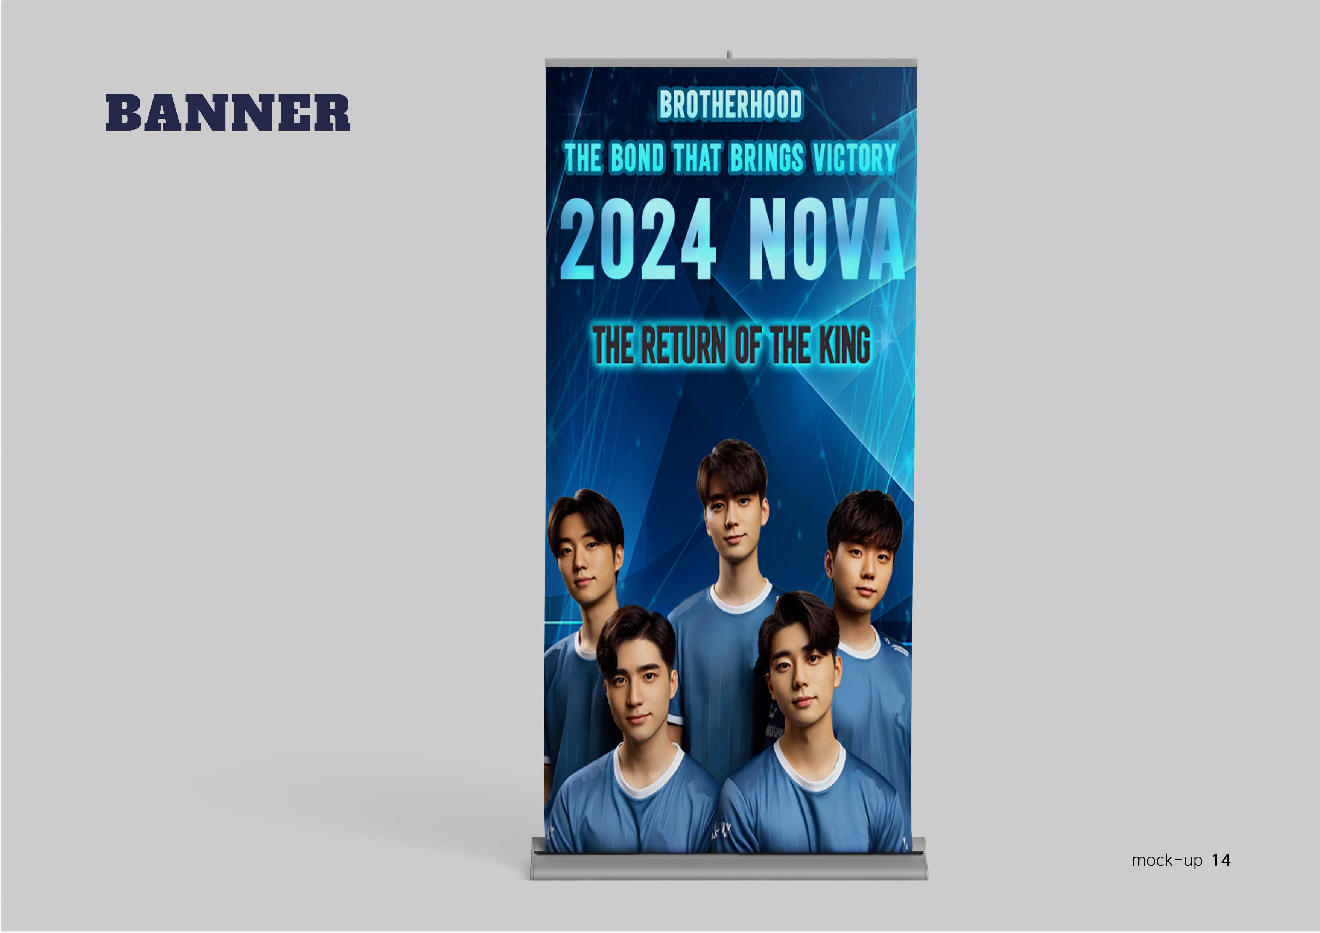 BANNER
BROTHERHOOD
THE BOND THAT BRINGS VICTORY
2024 NOVA
THE RETURN OF THE KING
mock-up 14